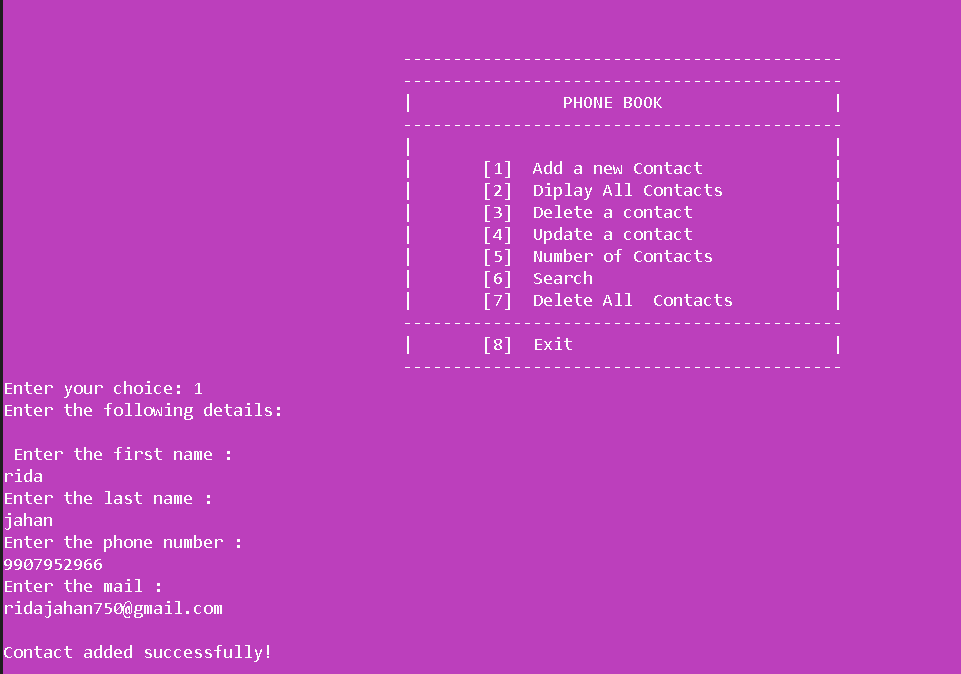 --------------------------------------------
--------------------------------------------
| PHONE BOOK |
--------------------------------------------
| |
| [1] Add a new Contact |
| [2] Diplay All Contacts |
| [3] Delete a contact |
| [4] Update a contact |
| [5] Number of Contacts |
| [6] Search |
| [7] Delete All  Contacts |
--------------------------------------------
| [8] Exit |
--------------------------------------------
Enter your choice: 1
Enter the following details:
Enter the first name :
rida
Enter the last name :
jahan
Enter the phone number :
9907952966
Enter the mail :
ridajahan750@gmail.com
Contact added successfully!